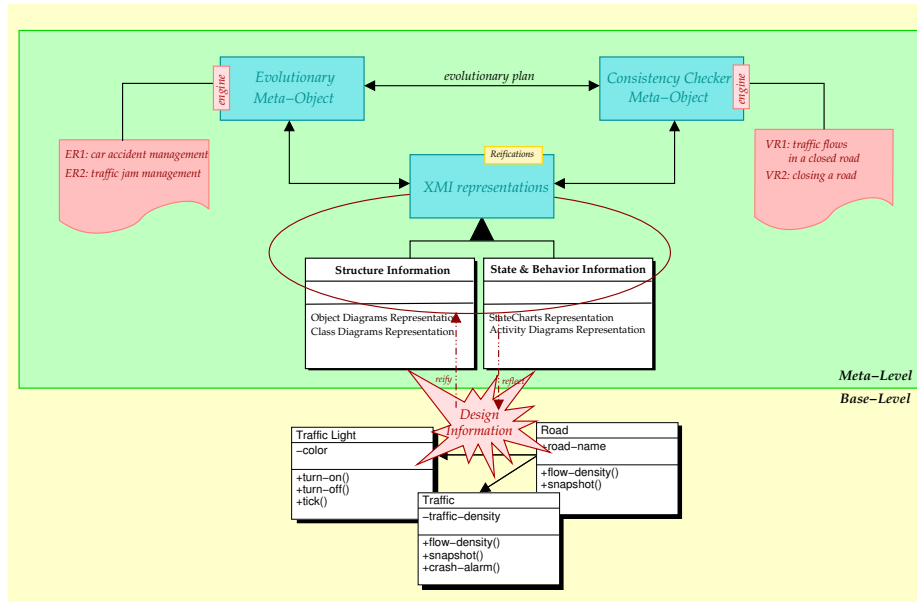 Evolutionary
Meta-Object
engine
evolutionary plan
Consistency Checker
Meta-Object
engine
ER1: car accident management
ER2: traffic jam management
VR1: traffic flows
in a closed road
VR2: closing a road
Reifications
XMI representations
Structure Information
Object Diagrams Representation
Class Diagrams Representation
State & Behavior Information
StateCharts Representation
Activity Diagrams Representation
reify
reflect
Meta-Level
Base-Level
Design
Information
Traffic Light
-color
+turn-on()
+turn-off()
+tick()
Road
+road-name
+flow-density()
+snapshot()
Traffic
-traffic-density
+flow-density()
+snapshot()
+crash-alarm()